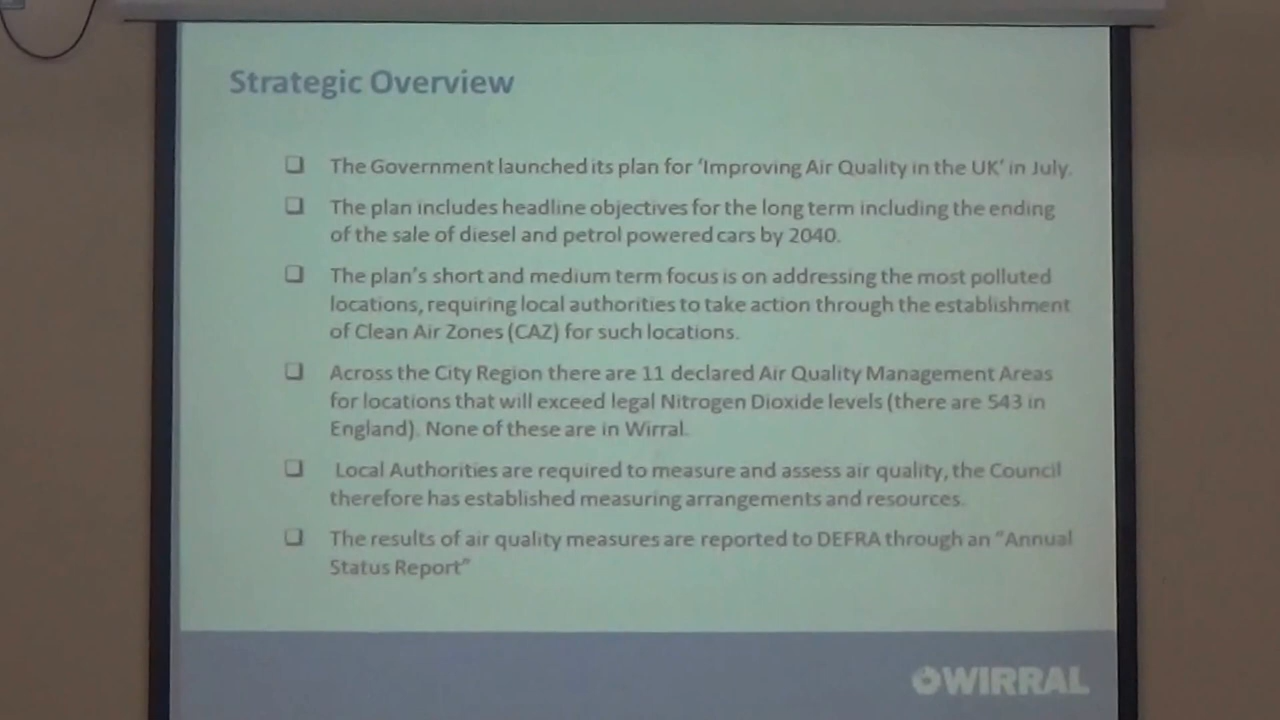 Strategic Overview
The Government launched its plan for 'Improving Air Quality in the UK' in July.
The plan includes headline objectives for the long term including the ending
of the sale of diesel and petrol powered cars by 2040.
The plan's short and medium term focus is on addressing the most polluted
locations, requiring local authorities to take action through the establishment
of Clean Air Zones (CAZ) for such locations.
Across the City Region there are 11 declared Air Quality Management Areas
for locations that will exceed legal Nitrogen Dioxide levels (there are 543 in
England). None of these are in Wirral.
Local Authorities are required to measure and assess air quality, the Council
therefore has established measuring arrangements and resources.
The results of air quality measures are reported to DEFRA through an "Annual
Status Report"
WIRRAL